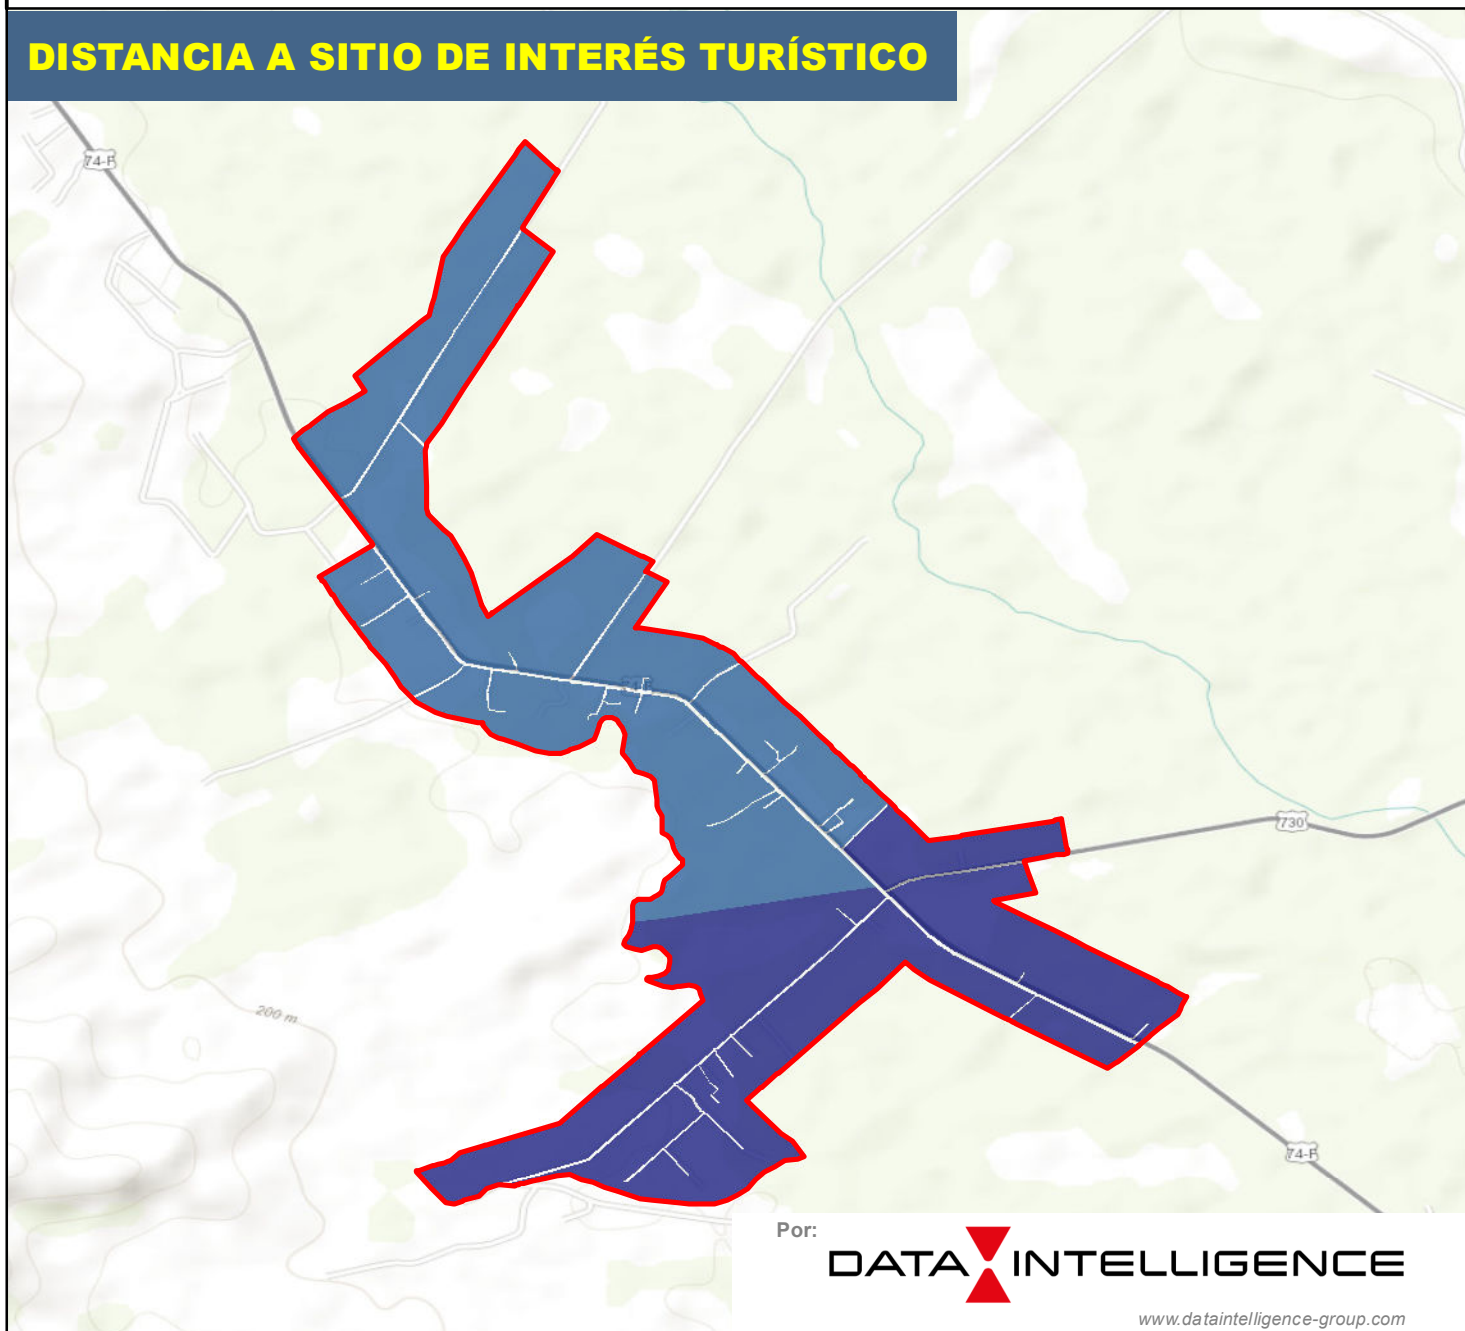 DISTANCIA A SITIO DE INTERÉS TURÍSTICO
74-F
730
200 m
74-F
Por:
DATA INTELLIGENCE
www.dataintelligence-group.com